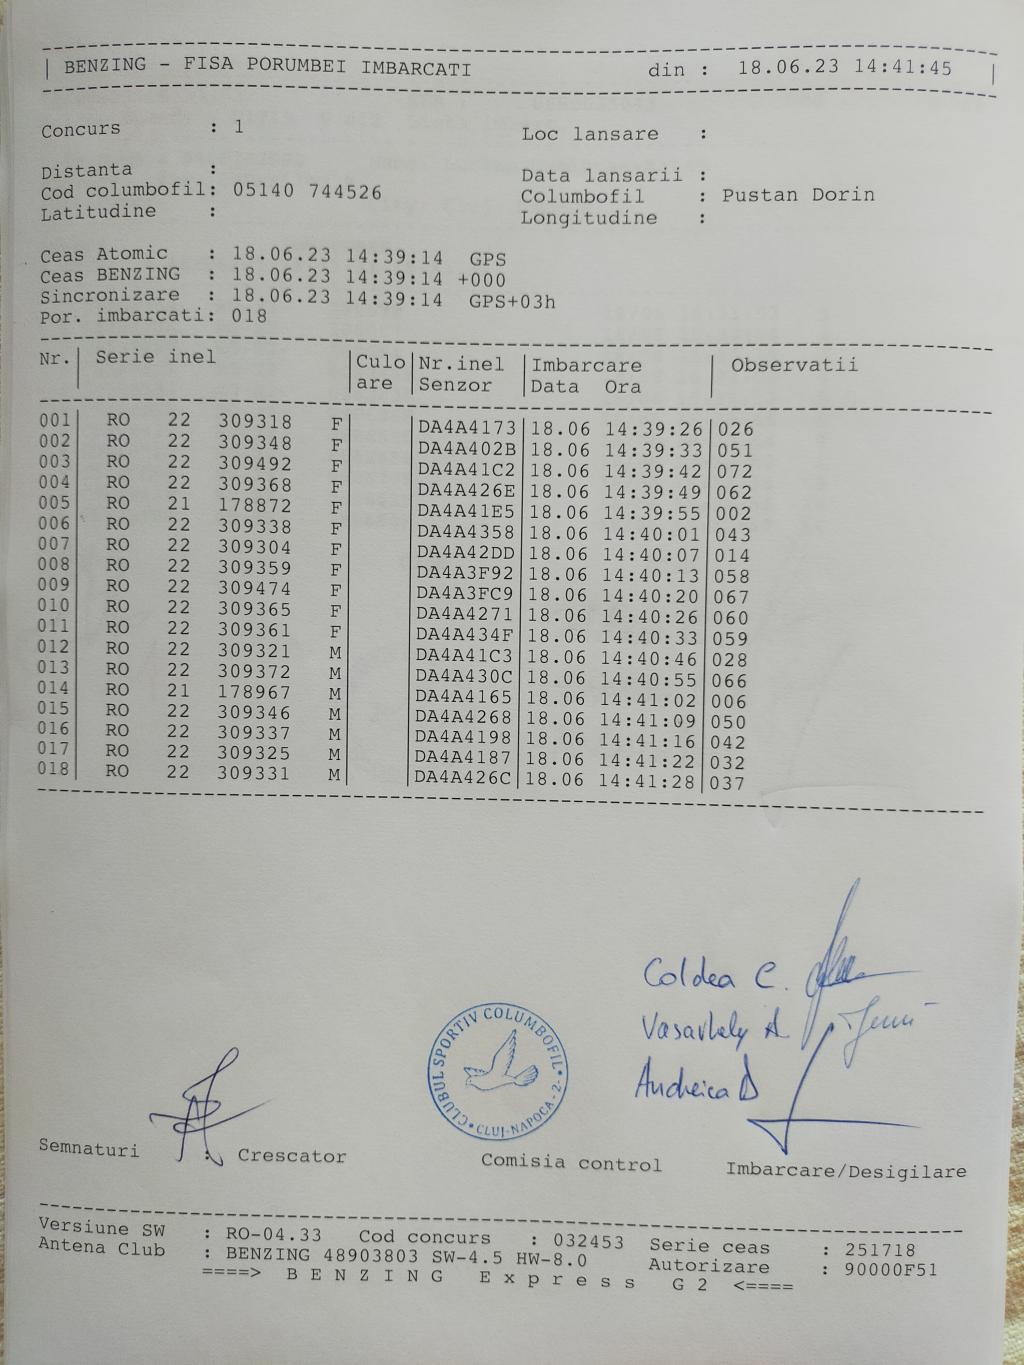 BENZING - FISA PORUMBEI IMBARCATI din : 18.06.23 14:41:45
Concurs : 1 Loc lansare :
Distanta : Data lansarii :
Cod columbofil: 05140 744526 Columbofil : Pustan Dorin
Latitudine : Longitudine :
Ceas Atomic : 18.06.23 14:39:14 GPS
Ceas BENZING : 18.06.23 14:39:14 +000
Sincronizare : 18.06.23 14:39:14 GPS+03h
Por. imbarcati: 018
Nr.| Serie inel |Culo|Nr.inel |Imbarcare | Observatii
|are |Senzor |Data Ora |
001| RO 22 309318 F| |DA4A4173|18.06 14:39:26|026
002| RO 22 309348 F| |DA4A402B|18.06 14:39:33|051
003| RO 22 309492 F| |DA4A41C2|18.06 14:39:42|072
004| RO 22 309368 F| |DA4A426E|18.06 14:39:49|062
005| RO 21 178872 F| |DA4A41E5|18.06 14:39:55|002
006| RO 22 309338 F| |DA4A4358|18.06 14:40:01|043
007| RO 22 309304 F| |DA4A42DD|18.06 14:40:07|014
008| RO 22 309359 F| |DA4A3F92|18.06 14:40:13|058
009| RO 22 309474 F| |DA4A3FC9|18.06 14:40:20|067
010| RO 22 309365 F| |DA4A4271|18.06 14:40:26|060
011| RO 22 309361 F| |DA4A434F|18.06 14:40:33|059
012| RO 22 309321 M| |DA4A41C3|18.06 14:40:46|028
013| RO 22 309372 M| |DA4A430C|18.06 14:40:55|066
014| RO 21 178967 M| |DA4A4165|18.06 14:41:02|006
015| RO 22 309346 M| |DA4A4268|18.06 14:41:09|050
016| RO 22 309337 M| |DA4A4198|18.06 14:41:16|042
017| RO 22 309325 M| |DA4A4187|18.06 14:41:22|032
018| RO 22 309331 M| |DA4A426C|18.06 14:41:28|037
Coldea C.
Vasarhely A
Andreica D
CLUBUL SPORTIV COLUMBOFIL
CLUJ-NAPOCA -2-
Semnaturi : Crescator Comisia control Imbarcare/Desigilare
Versiune SW : RO-04.33 Cod concurs : 032453 Serie ceas : 251718
Antena Club : BENZING 48903803 SW-4.5 HW-8.0 Autorizare : 90000F51
====> B E N Z I N G E x p r e s s G 2 <====